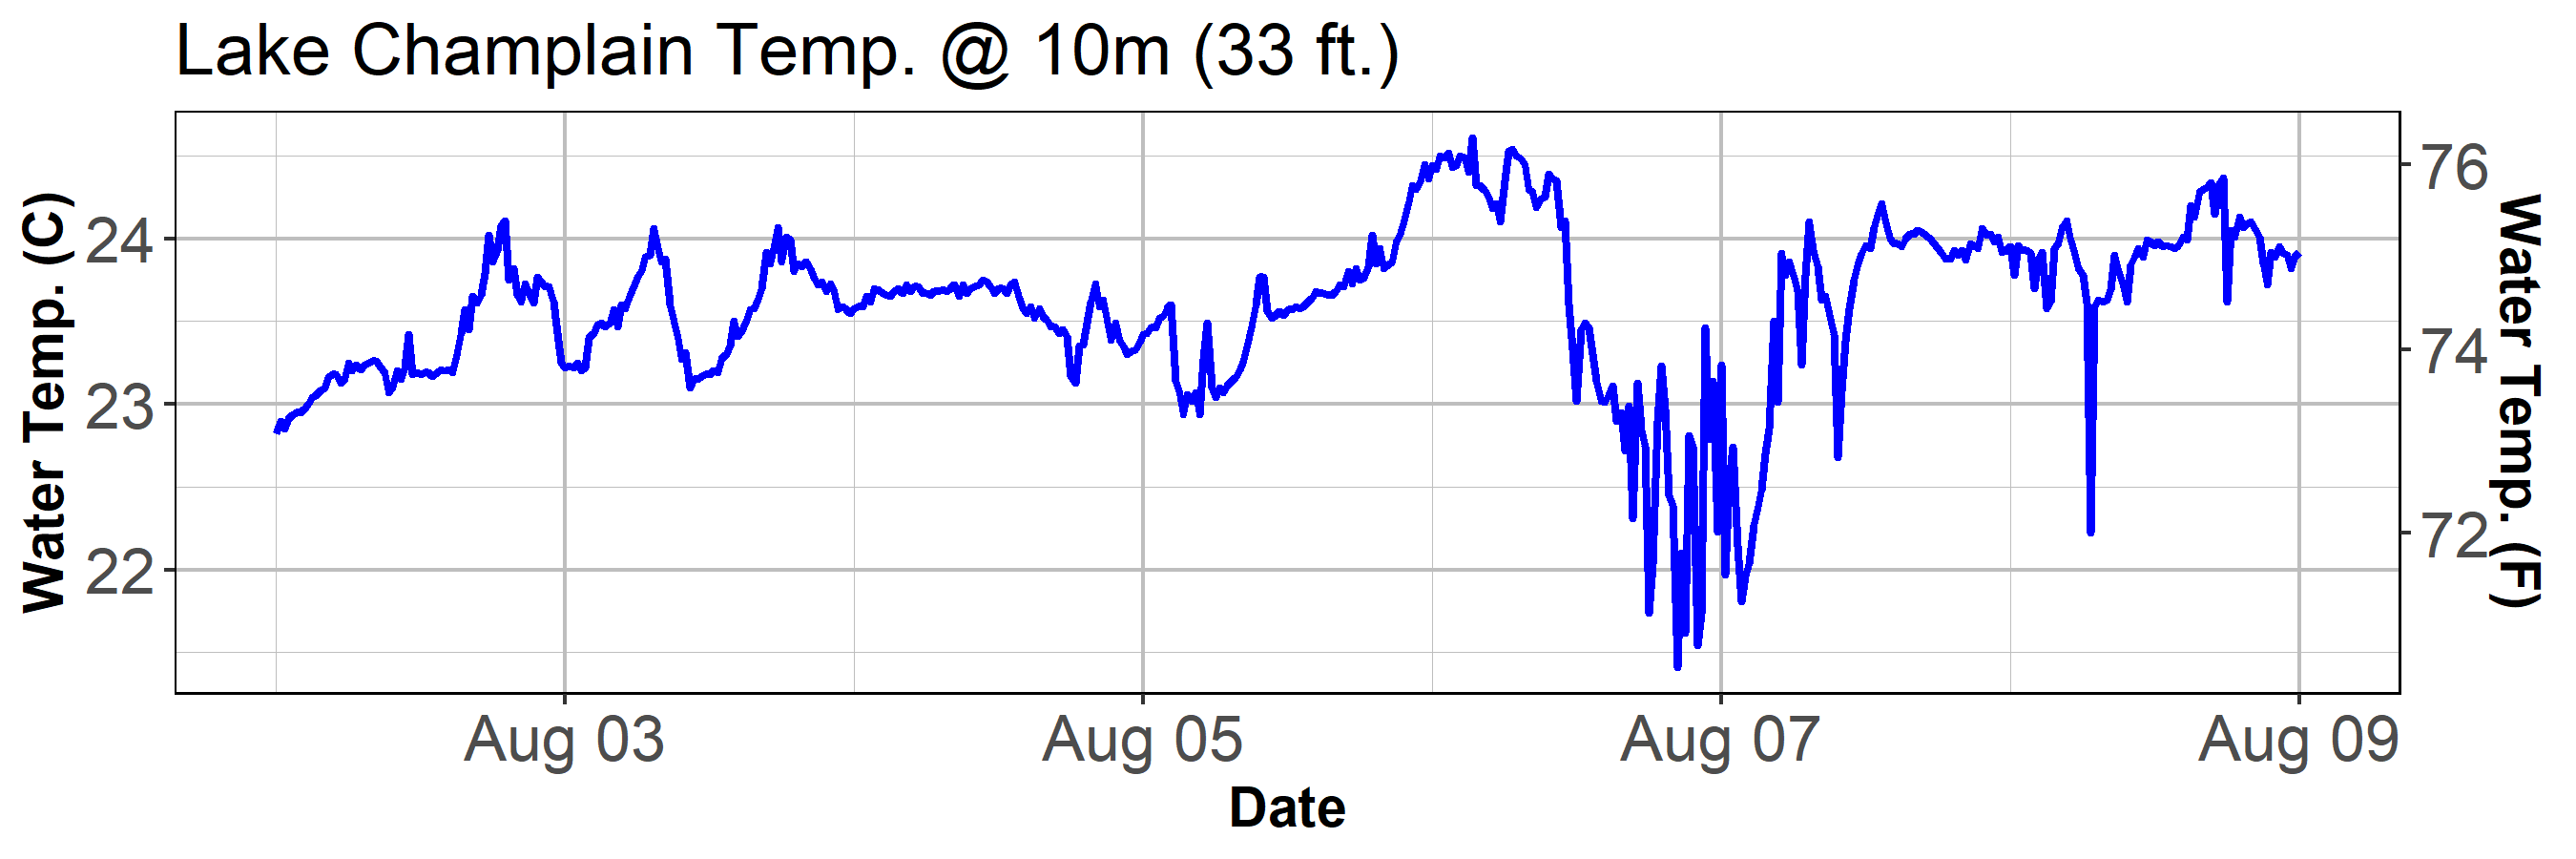 Lake Champlain Temp. @ 10m (33 ft.)
Water Temp. (C)
24
23
22
76
74
72
Water Temp. (F)
Aug 03
Aug 05
Aug 07
Aug 09
Date